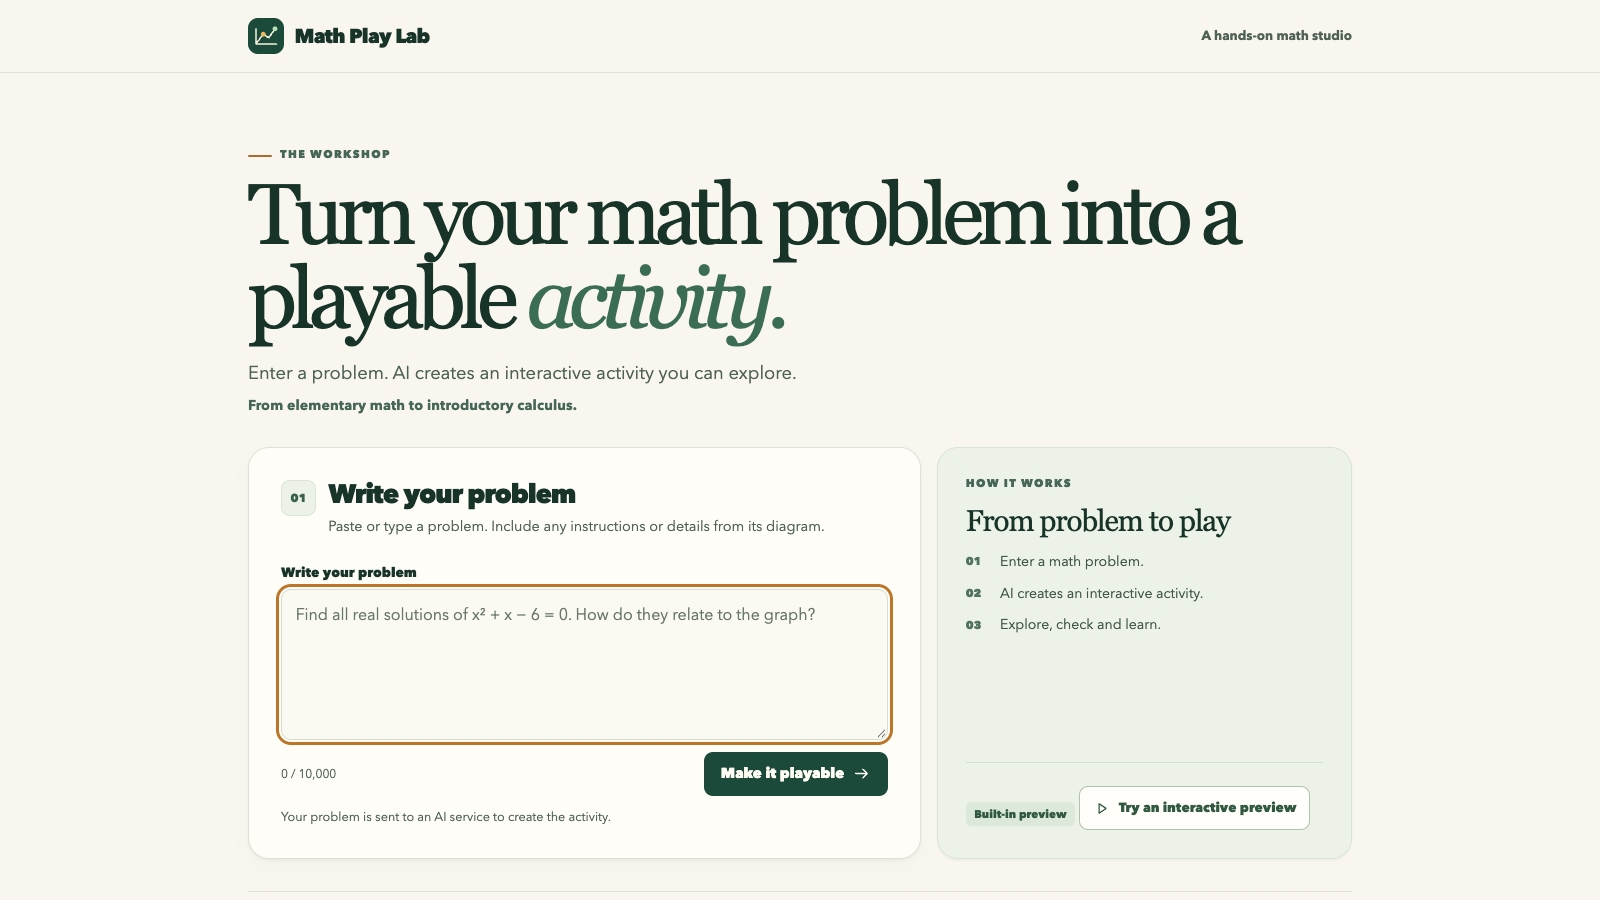 Math Play Lab
A hands-on math studio
THE WORKSHOP
Turn your math problem into a
playable activity.
Enter a problem. AI creates an interactive activity you can explore.
From elementary math to introductory calculus.
01
Write your problem
Paste or type a problem. Include any instructions or details from its diagram.
Write your problem
Find all real solutions of x² + x − 6 = 0. How do they relate to the graph?
0 / 10,000
Make it playable →
Your problem is sent to an AI service to create the activity.
HOW IT WORKS
From problem to play
01 Enter a math problem.
02 AI creates an interactive activity.
03 Explore, check and learn.
Built-in preview
Try an interactive preview